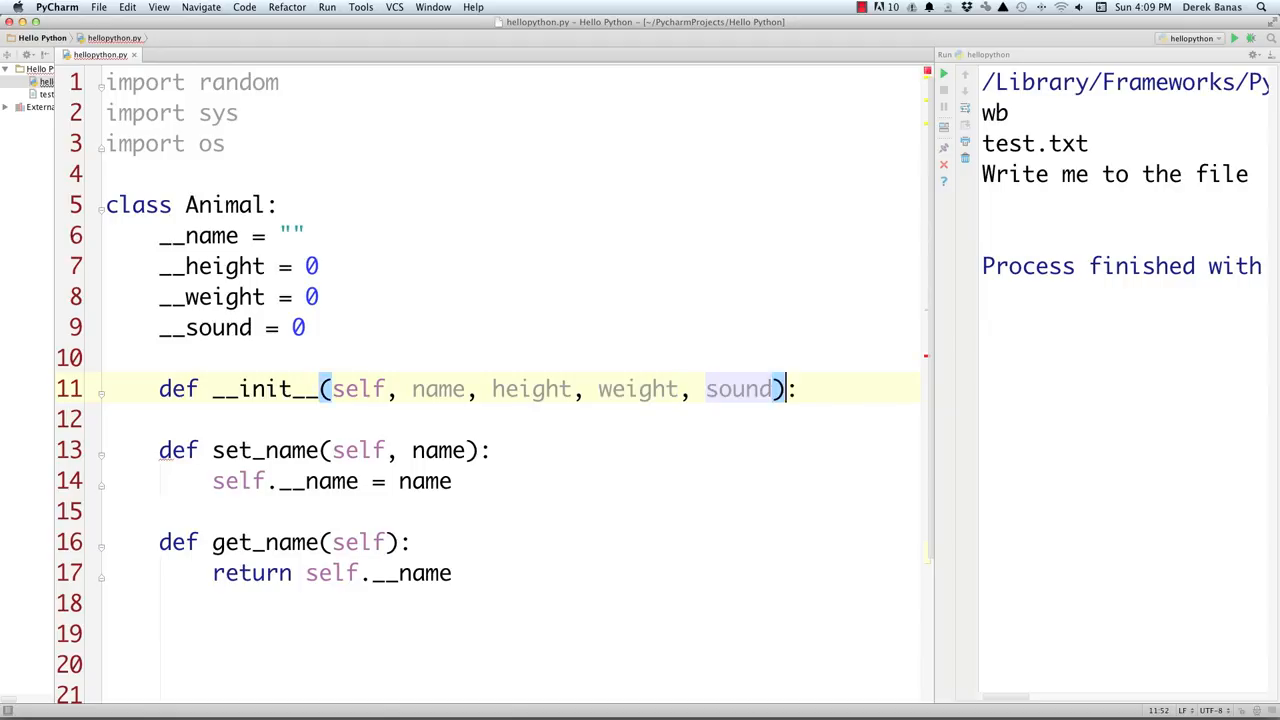 PyCharm File Edit View Navigate Code Refactor Run Tools VCS Window Help 10 Sun 4:09 PM Derek Banas
hellopython.py - Hello Python - [~/PycharmProjects/Hello Python]
Hello Python hellopython.py hellopython
hellopython.py Run hellopython
Hello P
hell
test
Externa
1 import random
2 import sys
3 import os
4
5 class Animal:
6 __name = ""
7 __height = 0
8 __weight = 0
9 __sound = 0
10
11 def __init__(self, name, height, weight, sound):
12
13 def set_name(self, name):
14 self.__name = name
15
16 def get_name(self):
17 return self.__name
18
19
20
21
/Library/Frameworks/Py
wb
test.txt
Write me to the file
Process finished with
11:52 LF UTF-8